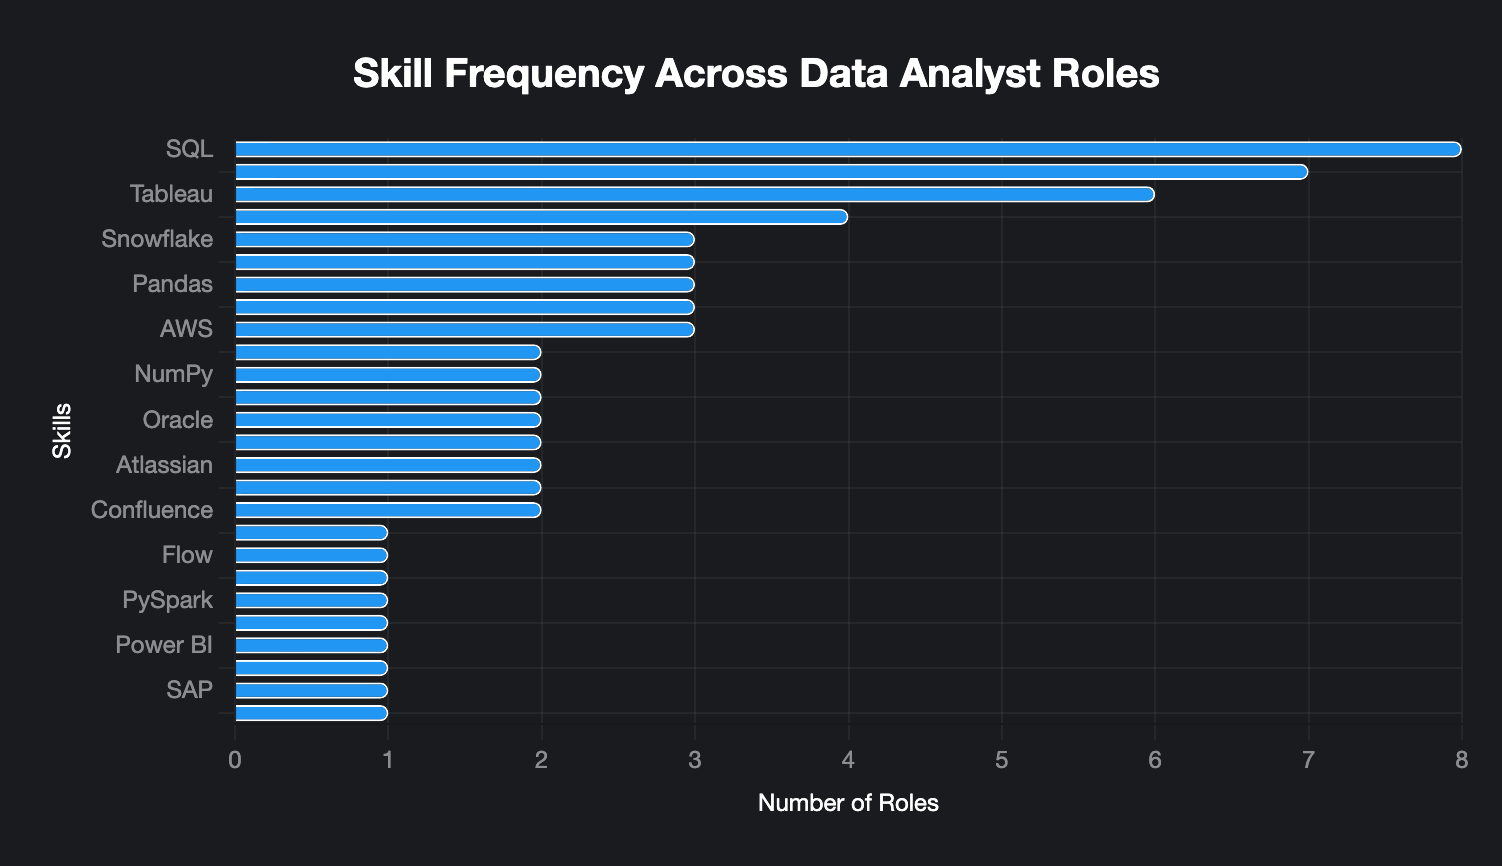 Skill Frequency Across Data Analyst Roles
SQL
Tableau
Snowflake
Pandas
AWS
NumPy
Oracle
Atlassian
Confluence
Flow
PySpark
Power BI
SAP
Skills
0 1 2 3 4 5 6 7 8
Number of Roles